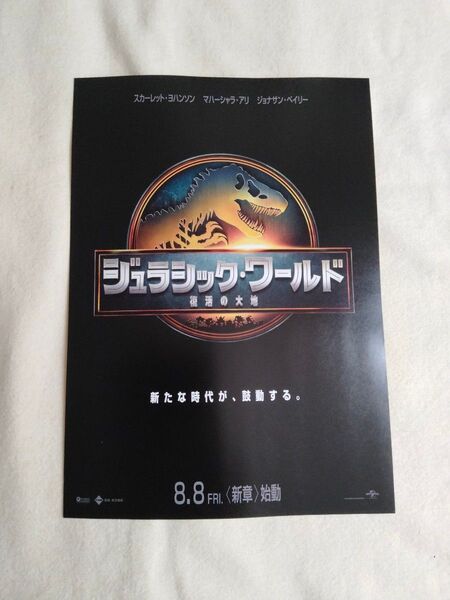 スカーレット・ヨハンソン マハーシャラ・アリ ジョナサン・ベイリー
ジュラシック・ワールド
復活の大地
新たな時代が、鼓動する。
8.8 FRI.〈新章〉始動